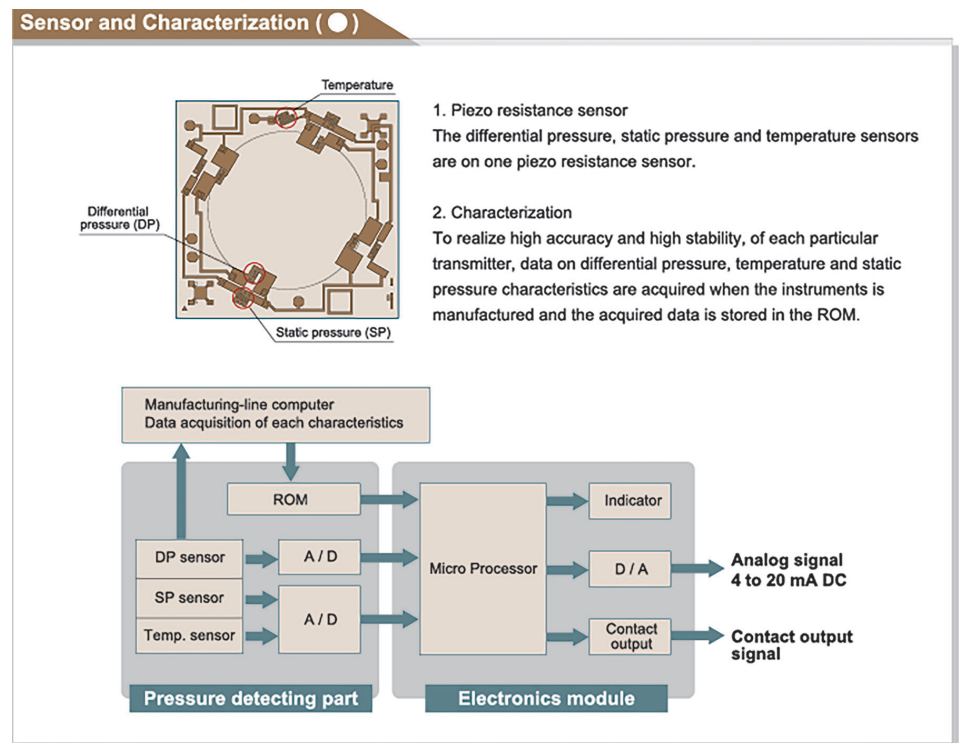 Sensor and Characterization ( ● )
Temperature
Differential
pressure (DP)
Static pressure (SP)
1. Piezo resistance sensor
The differential pressure, static pressure and temperature sensors
are on one piezo resistance sensor.
2. Characterization
To realize high accuracy and high stability, of each particular
transmitter, data on differential pressure, temperature and static
pressure characteristics are acquired when the instruments is
manufactured and the acquired data is stored in the ROM.
Manufacturing-line computer
Data acquisition of each characteristics
ROM
DP sensor
A / D
SP sensor
Temp. sensor
A / D
Micro Processor
Indicator
D / A
Contact
output
Analog signal
4 to 20 mA DC
Contact output
signal
Pressure detecting part
Electronics module